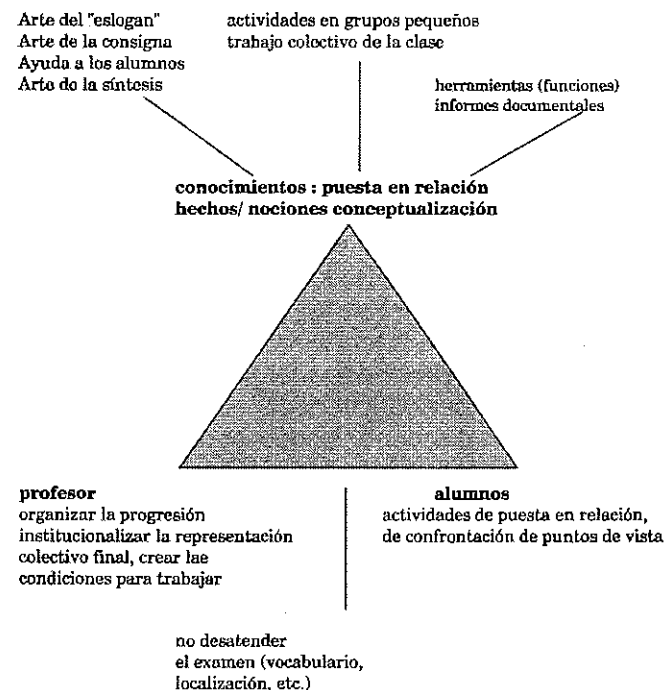 Arte del "eslogan"
Arte de la consigna
Ayuda a los alumnos
Arte de la síntesis
actividades en grupos pequeños
trabajo colectivo de la clase
herramientas (funciones)
informes documentales
conocimientos : puesta en relación
hechos/ nociones conceptualización
profesor
organizar la progresión
institucionalizar la representación
colectivo final, crear lae
condiciones para trabajar
alumnos
actividades de puesta en relación,
de confrontación de puntos de vista
no desatender
el examen (vocabulario,
localización, etc.)